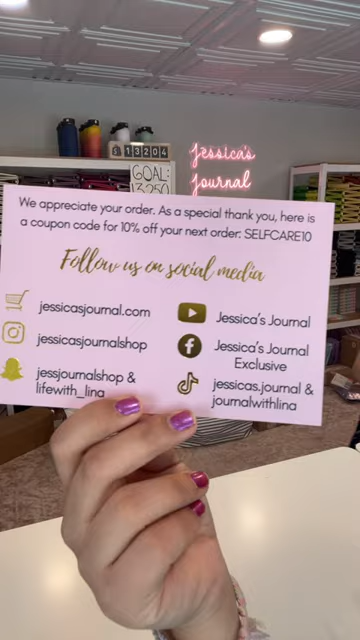 $ 13204
GOAL:
13,250
Jessica's
Journal
We appreciate your order. As a special thank you, here is
a coupon code for 10% off your next order: SELFCARE10
Follow us on social media
jessicasjournal.com
Jessica's Journal
jessicasjournalshop
Jessica's Journal
Exclusive
jessjournalshop &
lifewith_lina
jessicas.journal &
journalwithlina